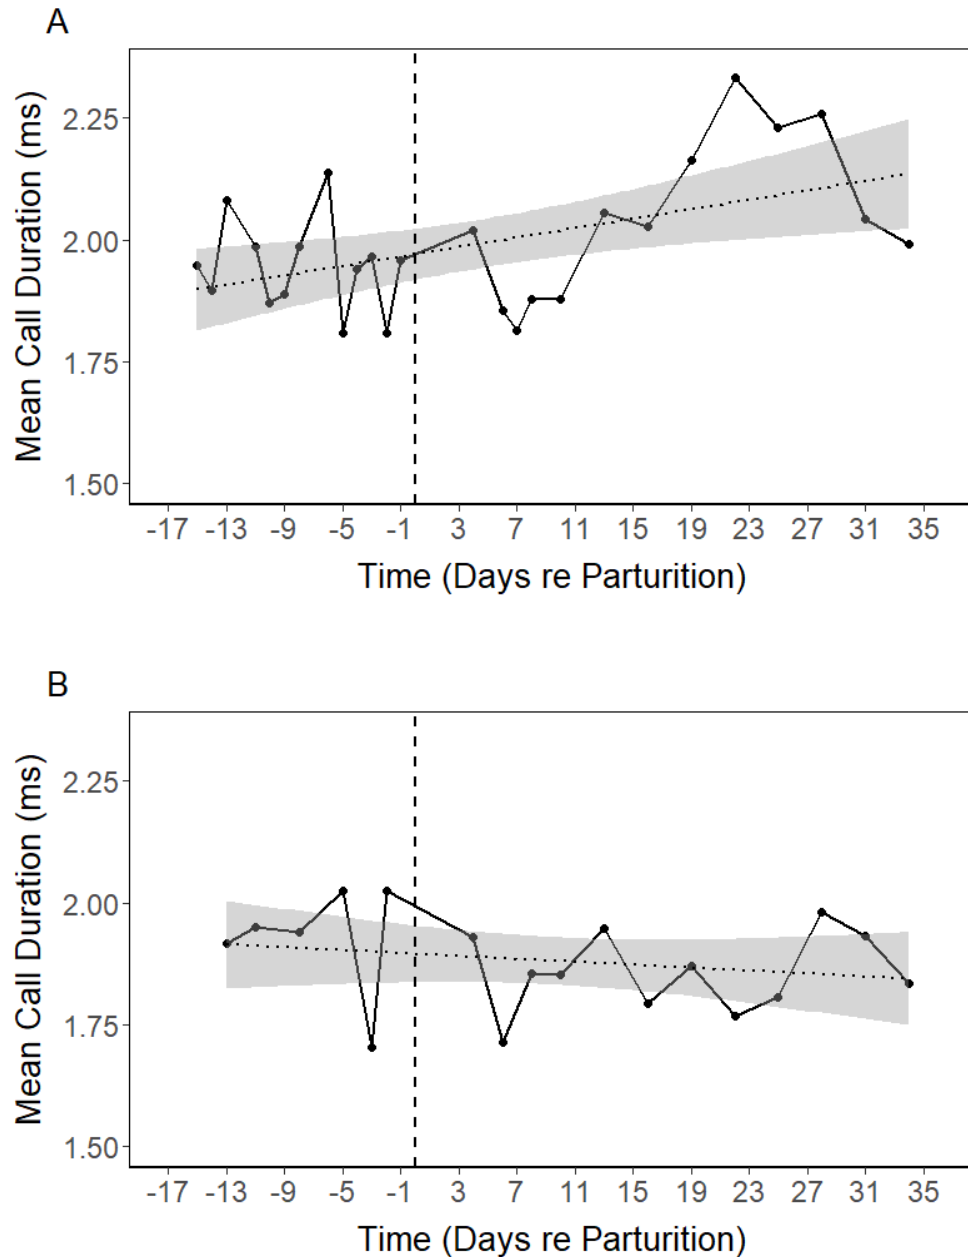 A
Mean Call Duration (ms)
2.25
2.00
1.75
1.50
-17 -13 -9 -5 -1 3 7 11 15 19 23 27 31 35
Time (Days re Parturition)
B
Mean Call Duration (ms)
2.25
2.00
1.75
1.50
-17 -13 -9 -5 -1 3 7 11 15 19 23 27 31 35
Time (Days re Parturition)